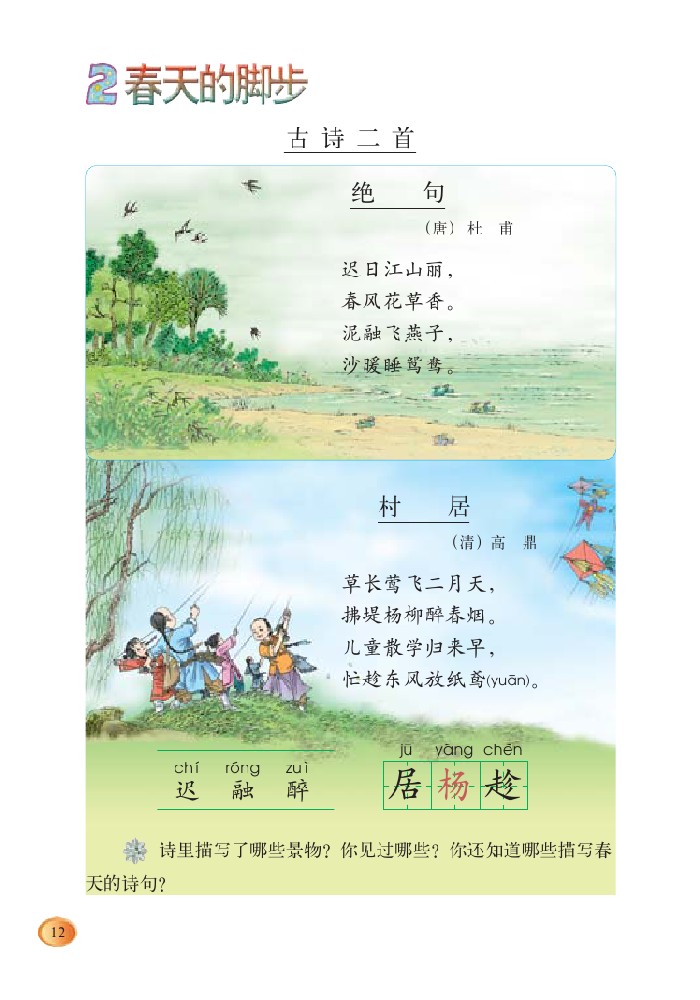 2 春天的脚步
古诗二首
绝 句
（唐）杜 甫
迟日江山丽，
春风花草香。
泥融飞燕子，
沙暖睡鸳鸯。
村 居
（清）高 鼎
草长莺飞二月天，
拂堤杨柳醉春烟。
儿童散学归来早，
忙趁东风放纸鸢(yuān)。
chí róng zuì
迟 融 醉
jū yàng chèn
居 杨 趁
诗里描写了哪些景物？你见过哪些？你还知道哪些描写春
天的诗句？
12